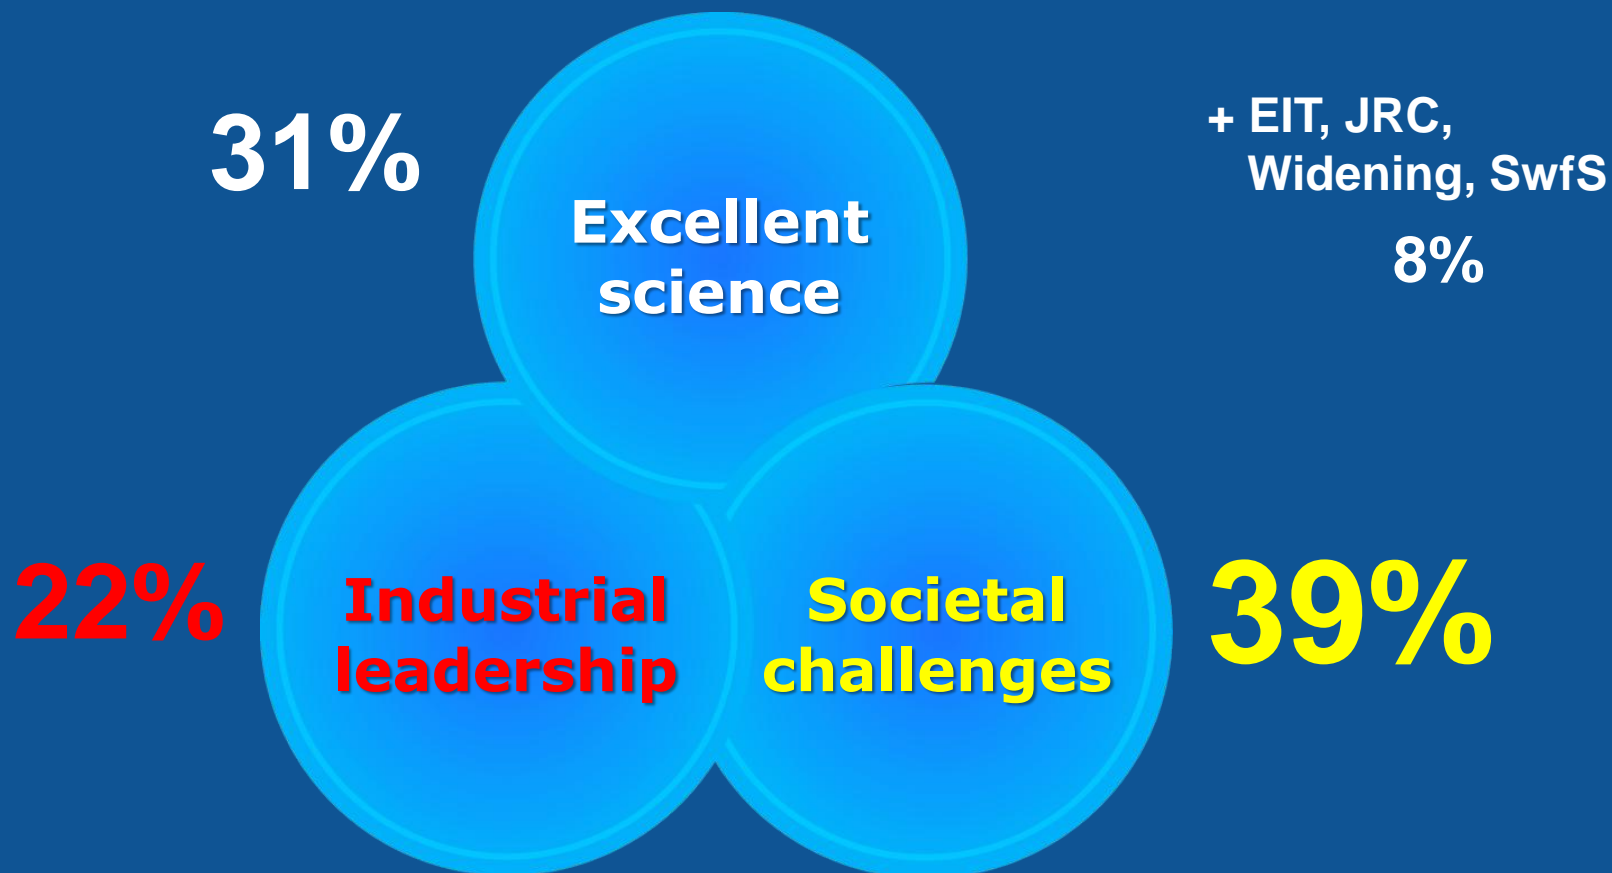 31%
Excellent
science
+ EIT, JRC,
Widening, SwfS
8%
22%
Industrial
leadership
Societal
challenges
39%